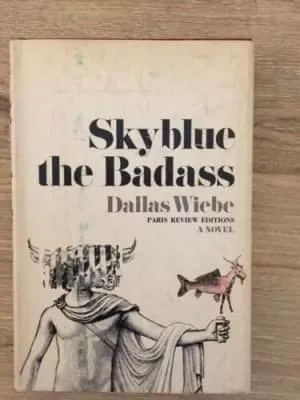 Skyblue
the Badass
Dallas Wiebe
PARIS REVIEW EDITIONS
A NOVEL